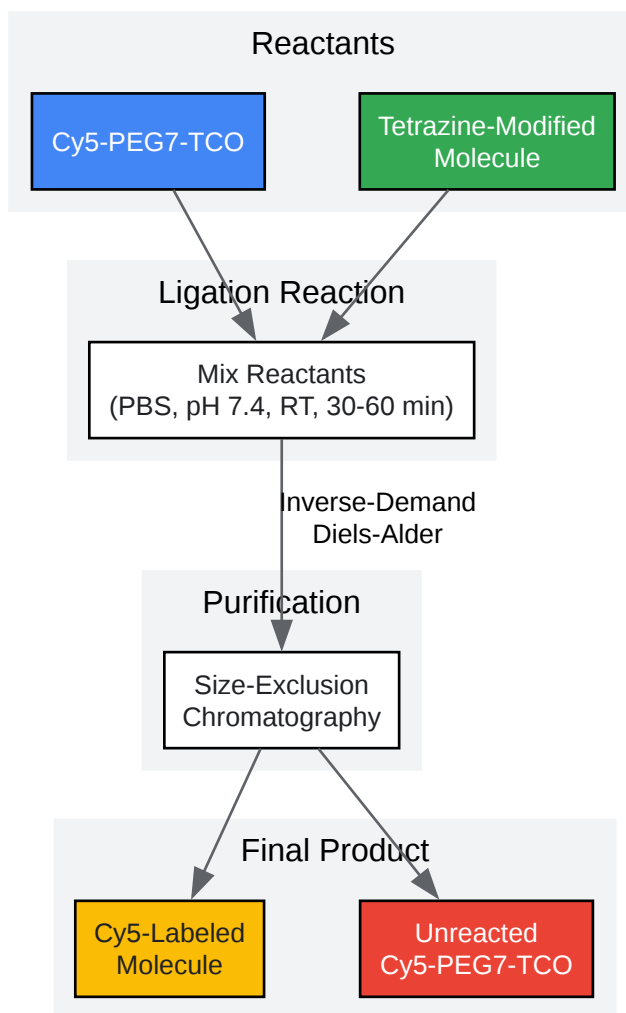 Reactants
Cy5-PEG7-TCO
Tetrazine-Modified
Molecule
Ligation Reaction
Mix Reactants
(PBS, pH 7.4, RT, 30-60 min)
Inverse-Demand
Diels-Alder
Purification
Size-Exclusion
Chromatography
Final Product
Cy5-Labeled
Molecule
Unreacted
Cy5-PEG7-TCO